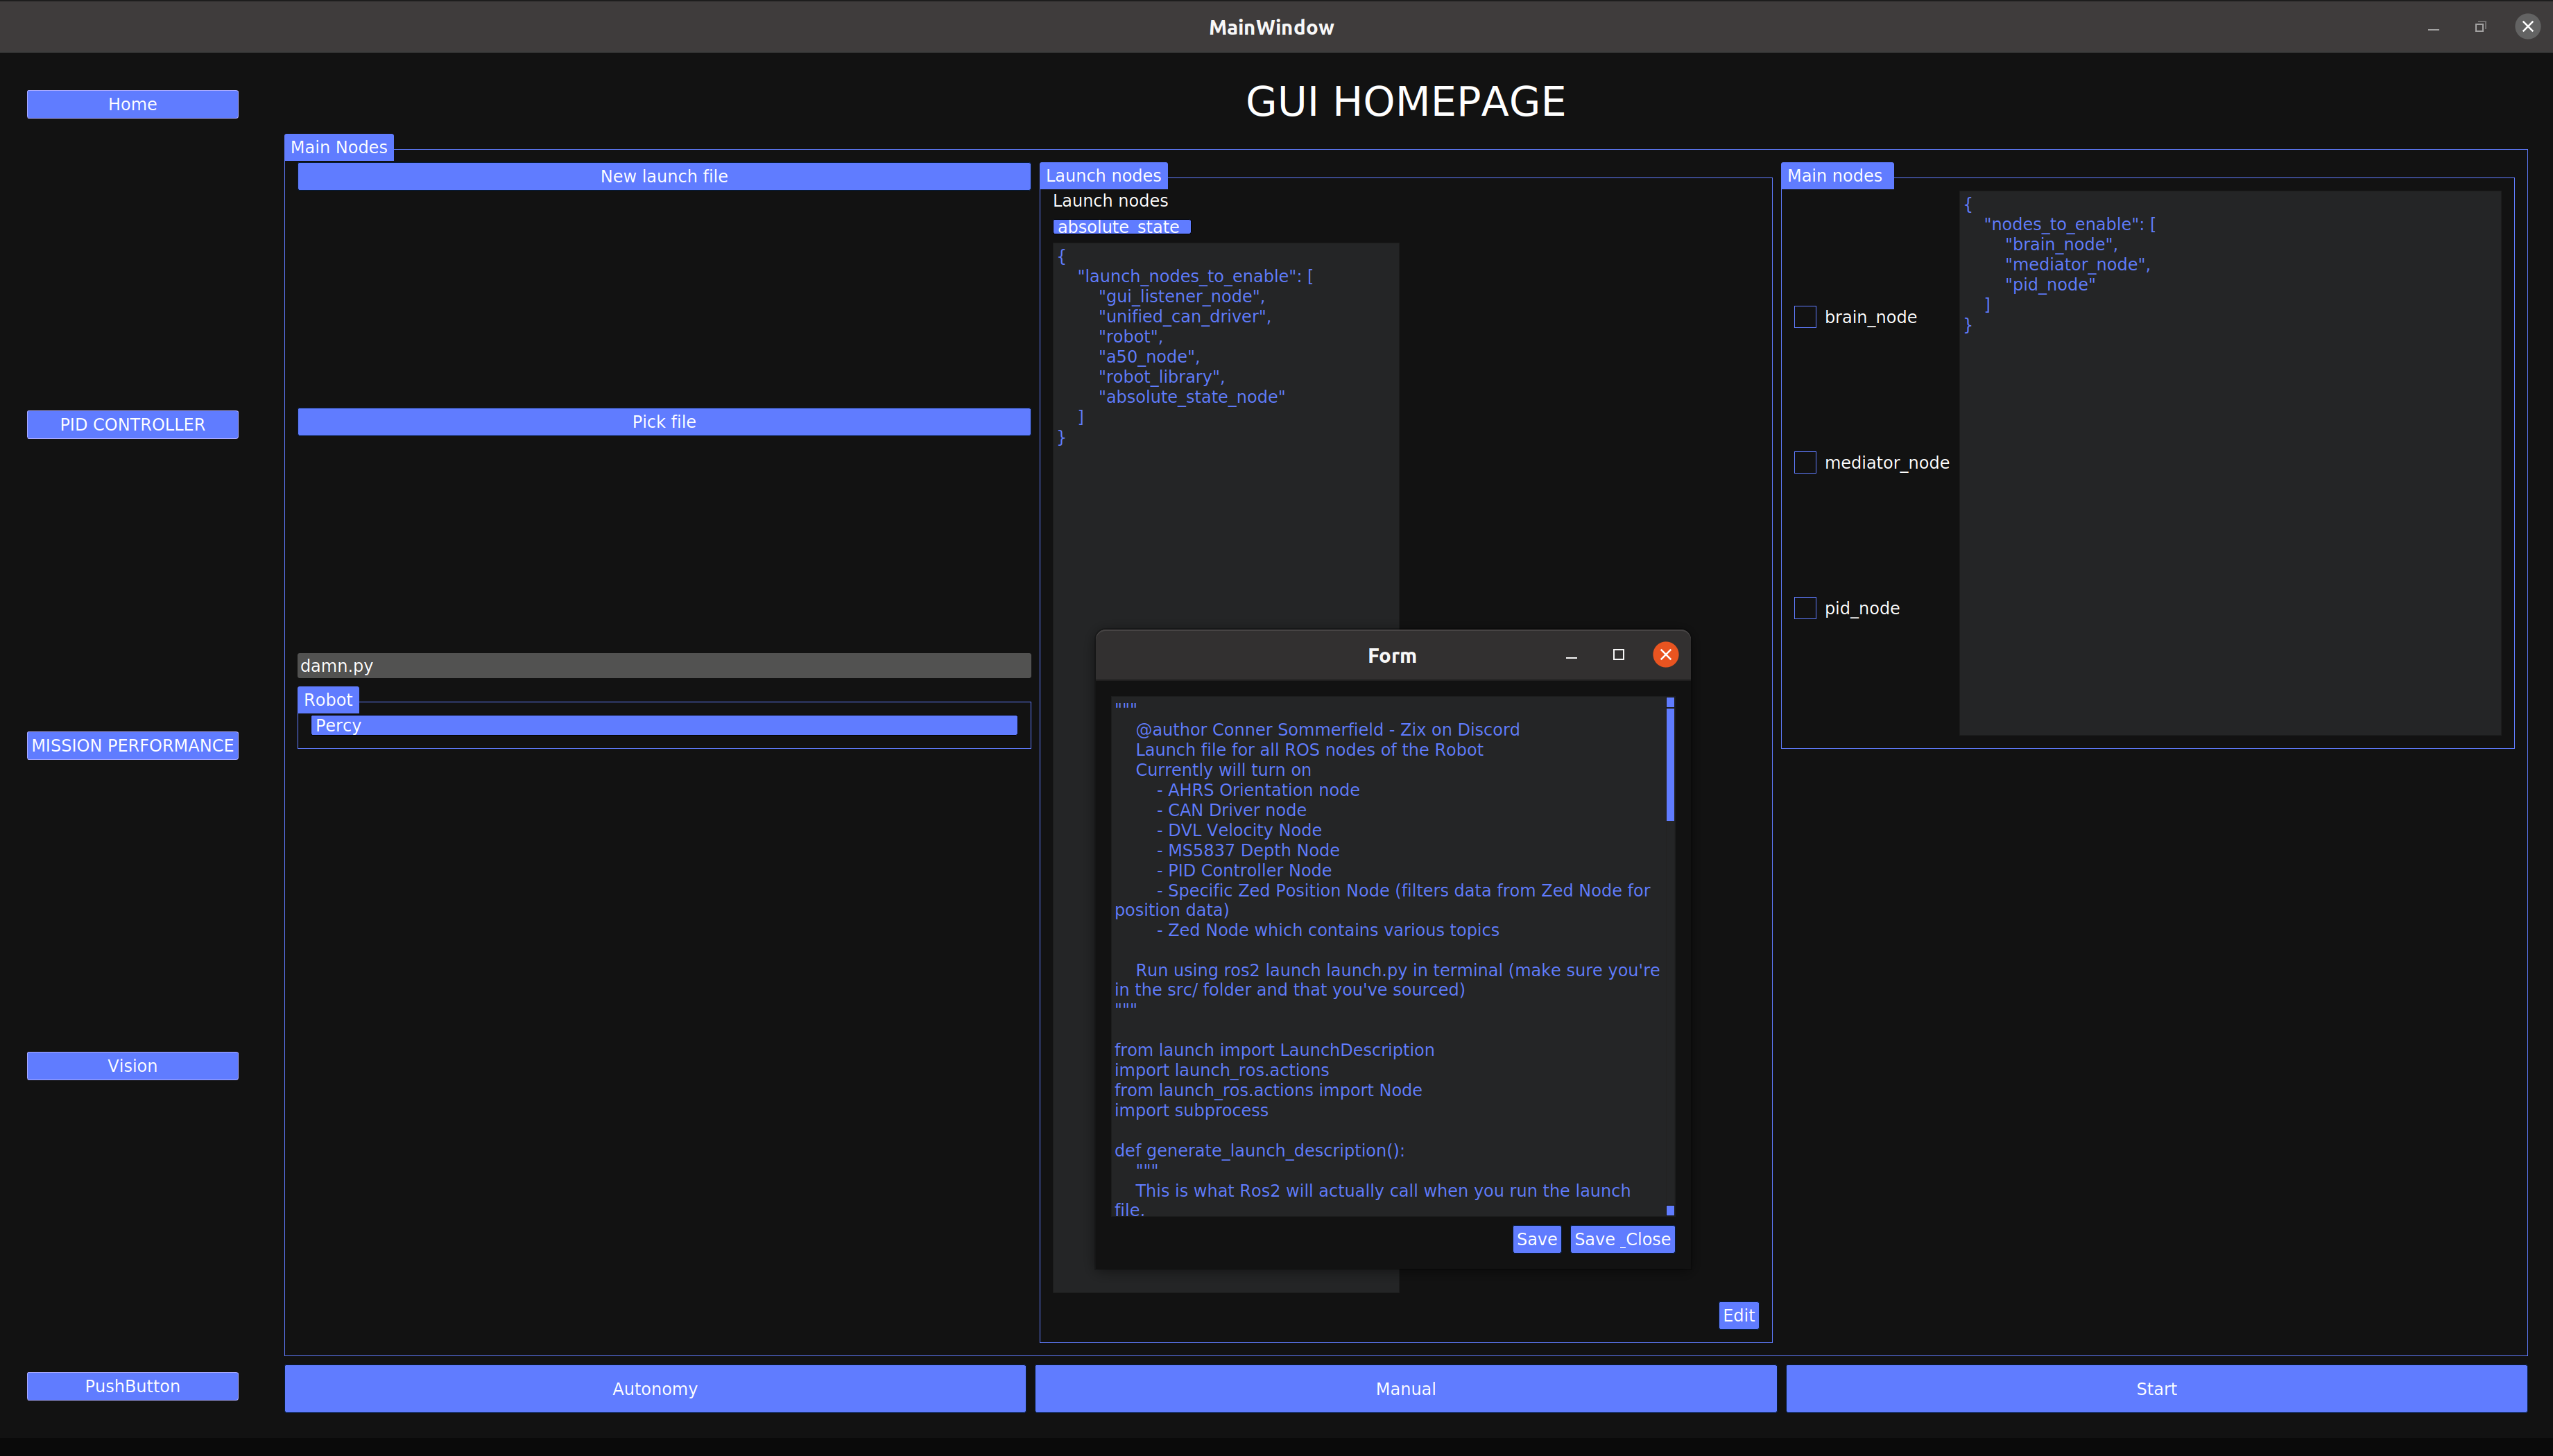 MainWindow
Home
PID CONTROLLER
MISSION PERFORMANCE
Vision
PushButton
GUI HOMEPAGE
Main Nodes
New launch file
Pick file
damn.py
Robot
Percy
Launch nodes
Launch nodes
absolute_state
{
    "launch_nodes_to_enable": [
        "gui_listener_node",
        "unified_can_driver",
        "robot",
        "a50_node",
        "robot_library",
        "absolute_state_node"
    ]
}
Edit
Main nodes
brain_node
mediator_node
pid_node
{
    "nodes_to_enable": [
        "brain_node",
        "mediator_node",
        "pid_node"
    ]
}
Form
"""
    @author Conner Sommerfield - Zix on Discord
    Launch file for all ROS nodes of the Robot
    Currently will turn on
        - AHRS Orientation node
        - CAN Driver node
        - DVL Velocity Node
        - MS5837 Depth Node
        - PID Controller Node
        - Specific Zed Position Node (filters data from Zed Node for
position data)
        - Zed Node which contains various topics
    Run using ros2 launch launch.py in terminal (make sure you're
in the src/ folder and that you've sourced)
"""
from launch import LaunchDescription
import launch_ros.actions
from launch_ros.actions import Node
import subprocess
def generate_launch_description():
    """
    This is what Ros2 will actually call when you run the launch
file.
Save
Save _Close
Autonomy
Manual
Start